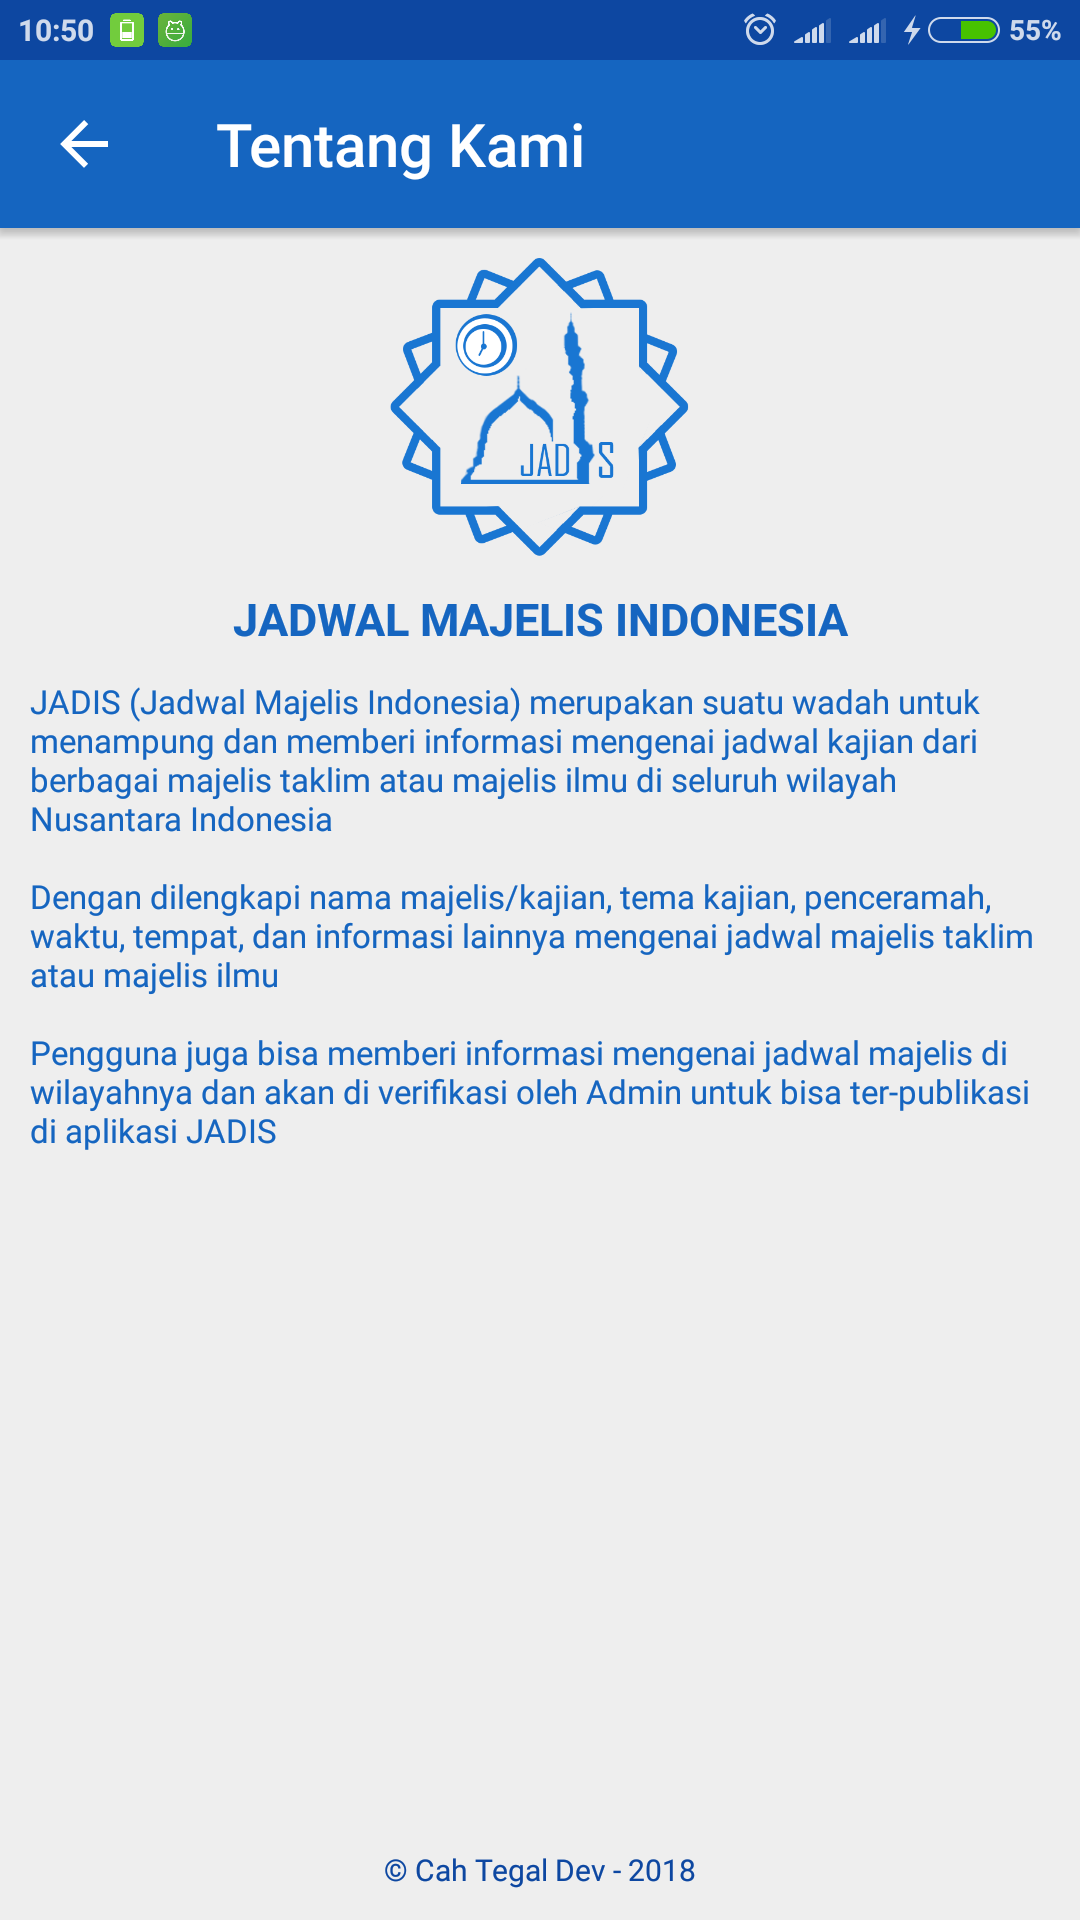 10:50
55%
Tentang Kami
JADIS
JADWAL MAJELIS INDONESIA
JADIS (Jadwal Majelis Indonesia) merupakan suatu wadah untuk
menampung dan memberi informasi mengenai jadwal kajian dari
berbagai majelis taklim atau majelis ilmu di seluruh wilayah
Nusantara Indonesia
Dengan dilengkapi nama majelis/kajian, tema kajian, penceramah,
waktu, tempat, dan informasi lainnya mengenai jadwal majelis taklim
atau majelis ilmu
Pengguna juga bisa memberi informasi mengenai jadwal majelis di
wilayahnya dan akan di verifikasi oleh Admin untuk bisa ter-publikasi
di aplikasi JADIS
© Cah Tegal Dev - 2018